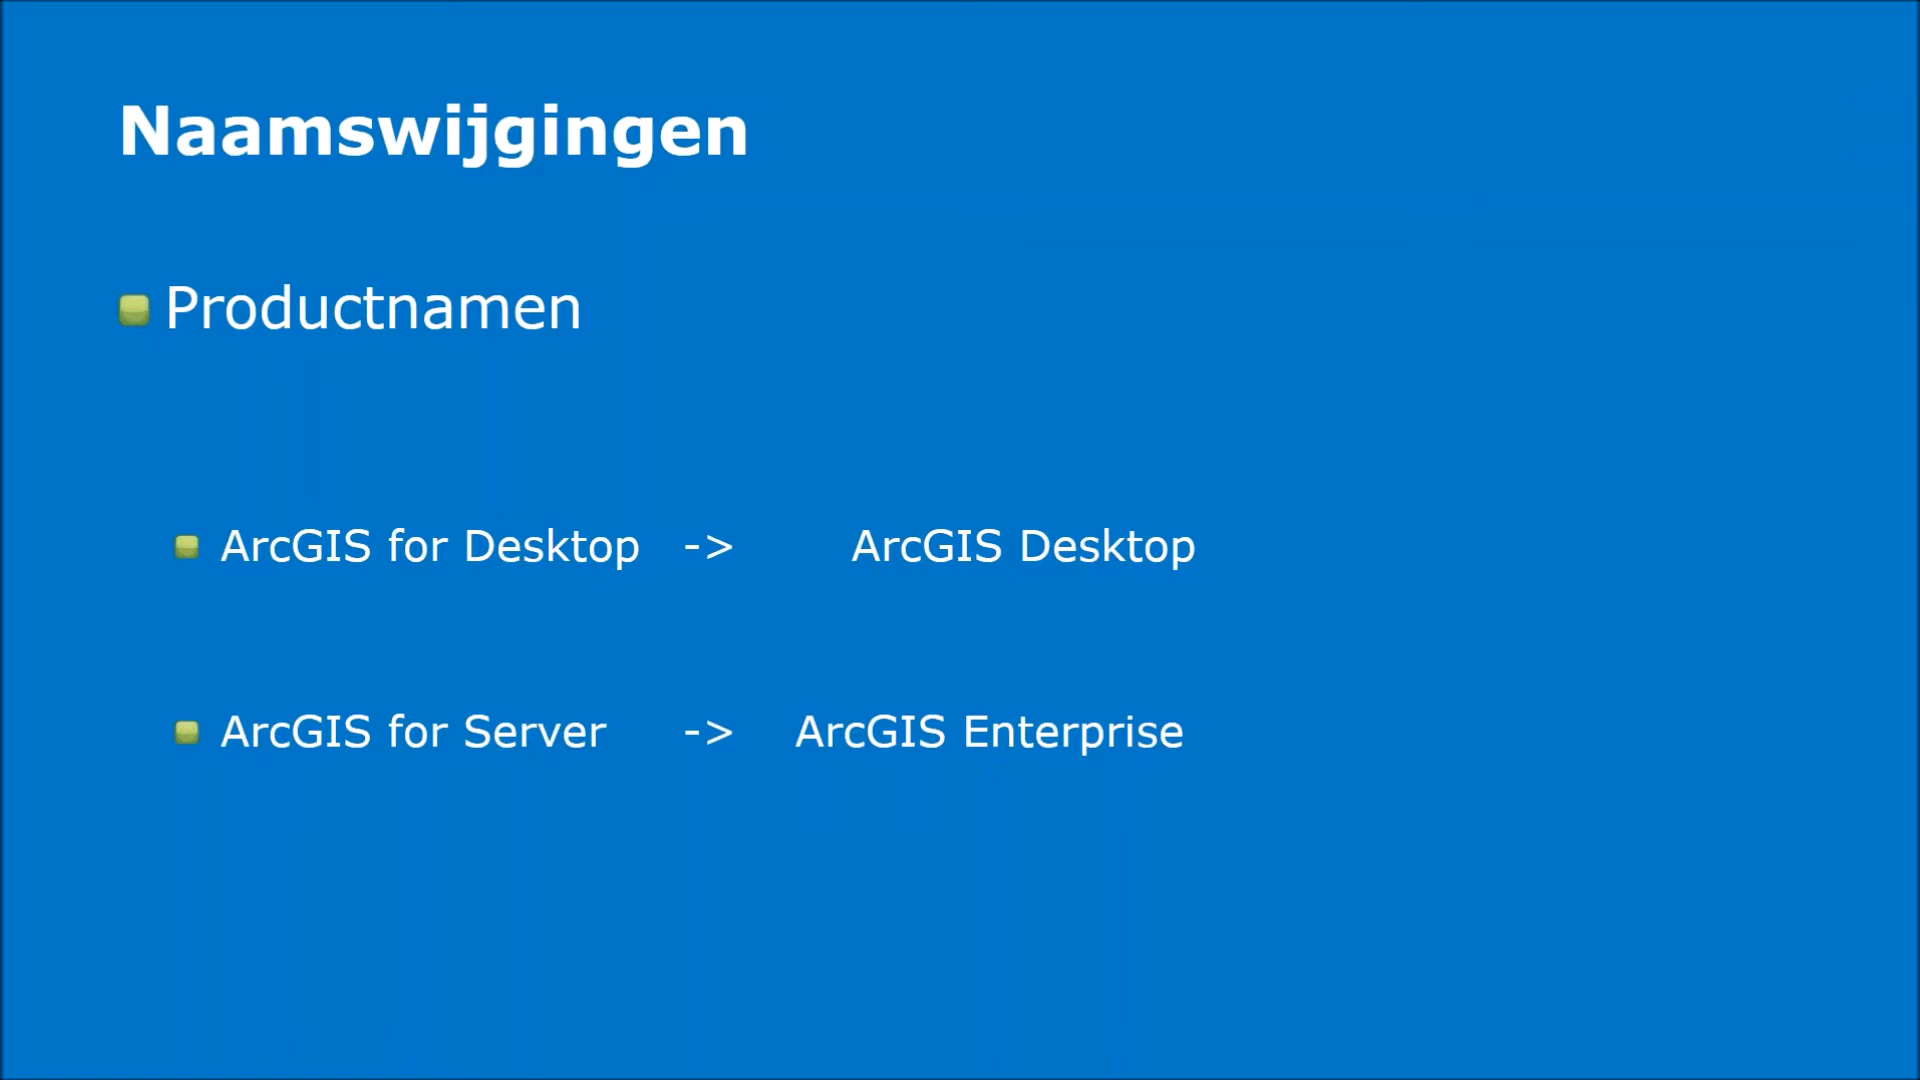 Naamswijgingen
Productnamen
ArcGIS for Desktop -> ArcGIS Desktop
ArcGIS for Server -> ArcGIS Enterprise